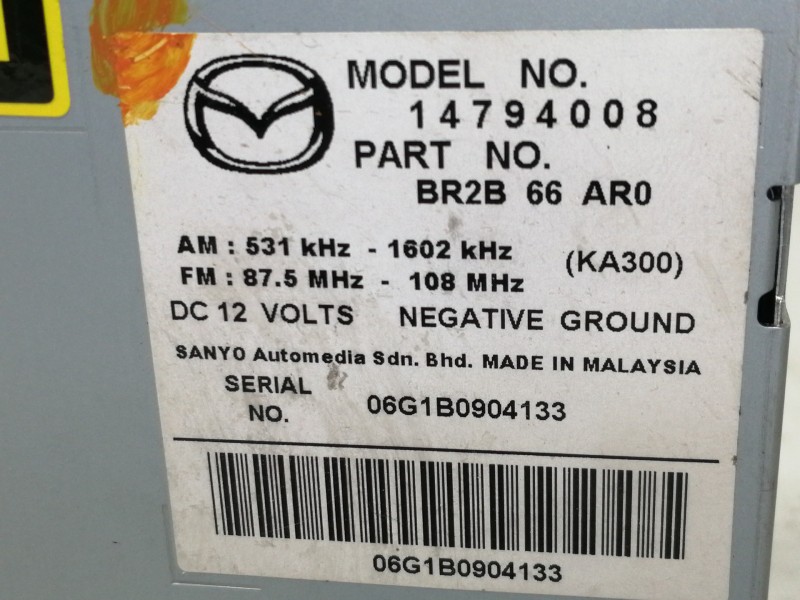 MODEL NO.
14794008
PART NO.
BR2B 66 AR0
AM : 531 kHz - 1602 kHz (KA300)
FM : 87.5 MHz - 108 MHz
DC 12 VOLTS NEGATIVE GROUND
SANYO Automedia Sdn. Bhd. MADE IN MALAYSIA
SERIAL
NO. 06G1B0904133
06G1B0904133